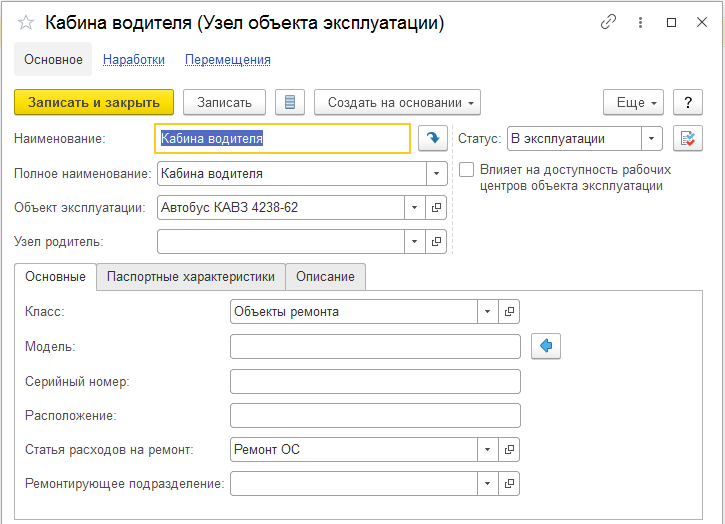 Кабина водителя (Узел объекта эксплуатации)
Основное Наработки Перемещения
Записать и закрыть Записать Создать на основании Еще ?
Наименование: Кабина водителя Статус: В эксплуатации
Полное наименование: Кабина водителя Влияет на доступность рабочих
центров объекта эксплуатации
Объект эксплуатации: Автобус КАВЗ 4238-62
Узел родитель:
Основные Паспортные характеристики Описание
Класс: Объекты ремонта
Модель:
Серийный номер:
Расположение:
Статья расходов на ремонт: Ремонт ОС
Ремонтирующее подразделение: